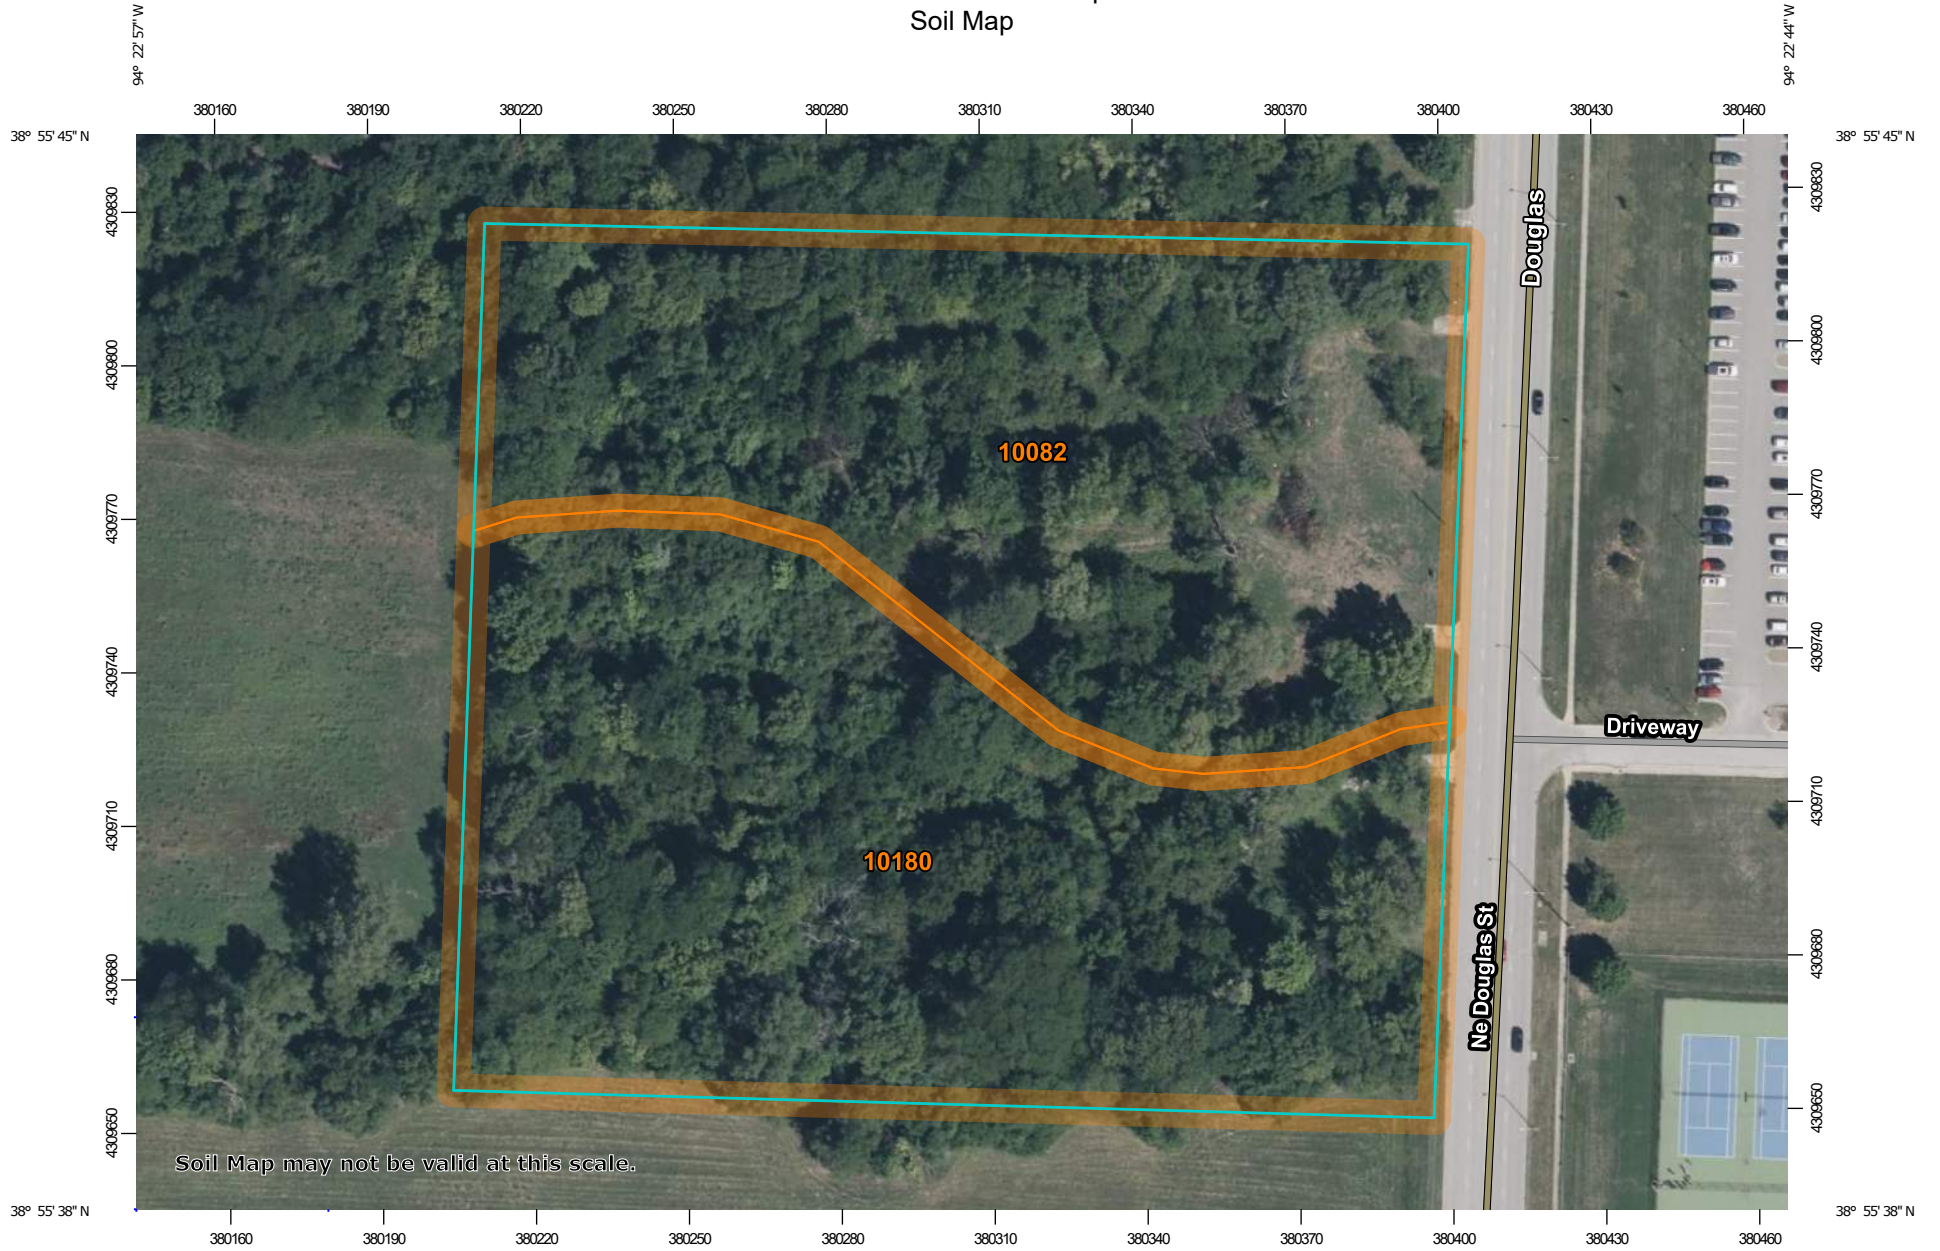 Soil Map
94° 22' 57'' W
94° 22' 44'' W
380160 380190 380220 380250 380280 380310 380340 380370 380400 380430 380460
38° 55' 45'' N
38° 55' 45'' N
4309830
4309830
Douglas
4309800
4309800
10082
4309770
4309770
4309740
4309740
Driveway
4309710
4309710
10180
Ne Douglas St
4309680
4309680
4309650
4309650
Soil Map may not be valid at this scale.
38° 55' 38'' N
38° 55' 38'' N
380160 380190 380220 380250 380280 380310 380340 380370 380400 380430 380460